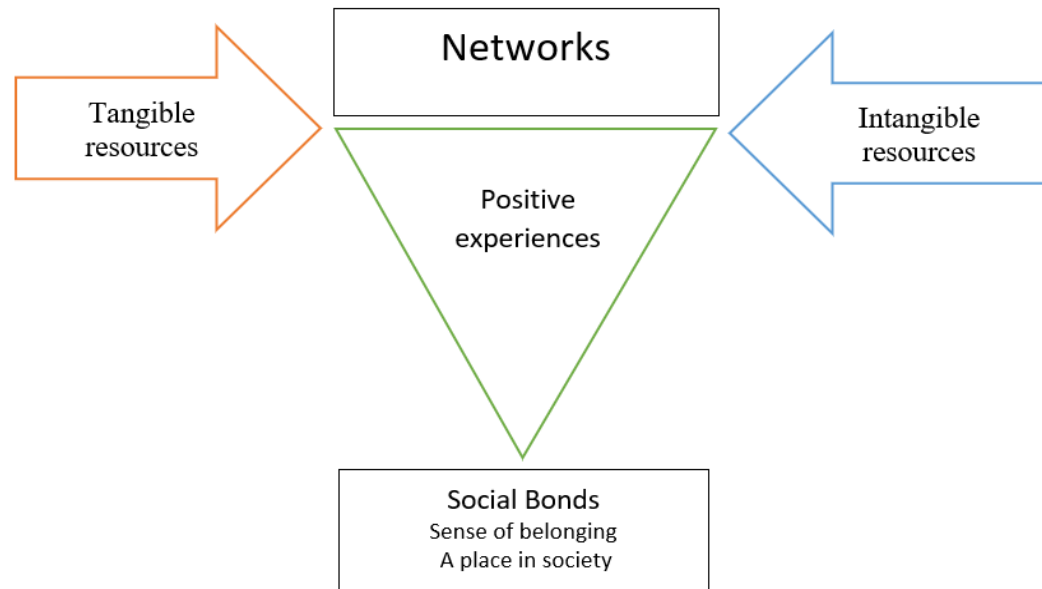 Networks
Tangible
resources
Intangible
resources
Positive
experiences
Social Bonds
Sense of belonging
A place in society